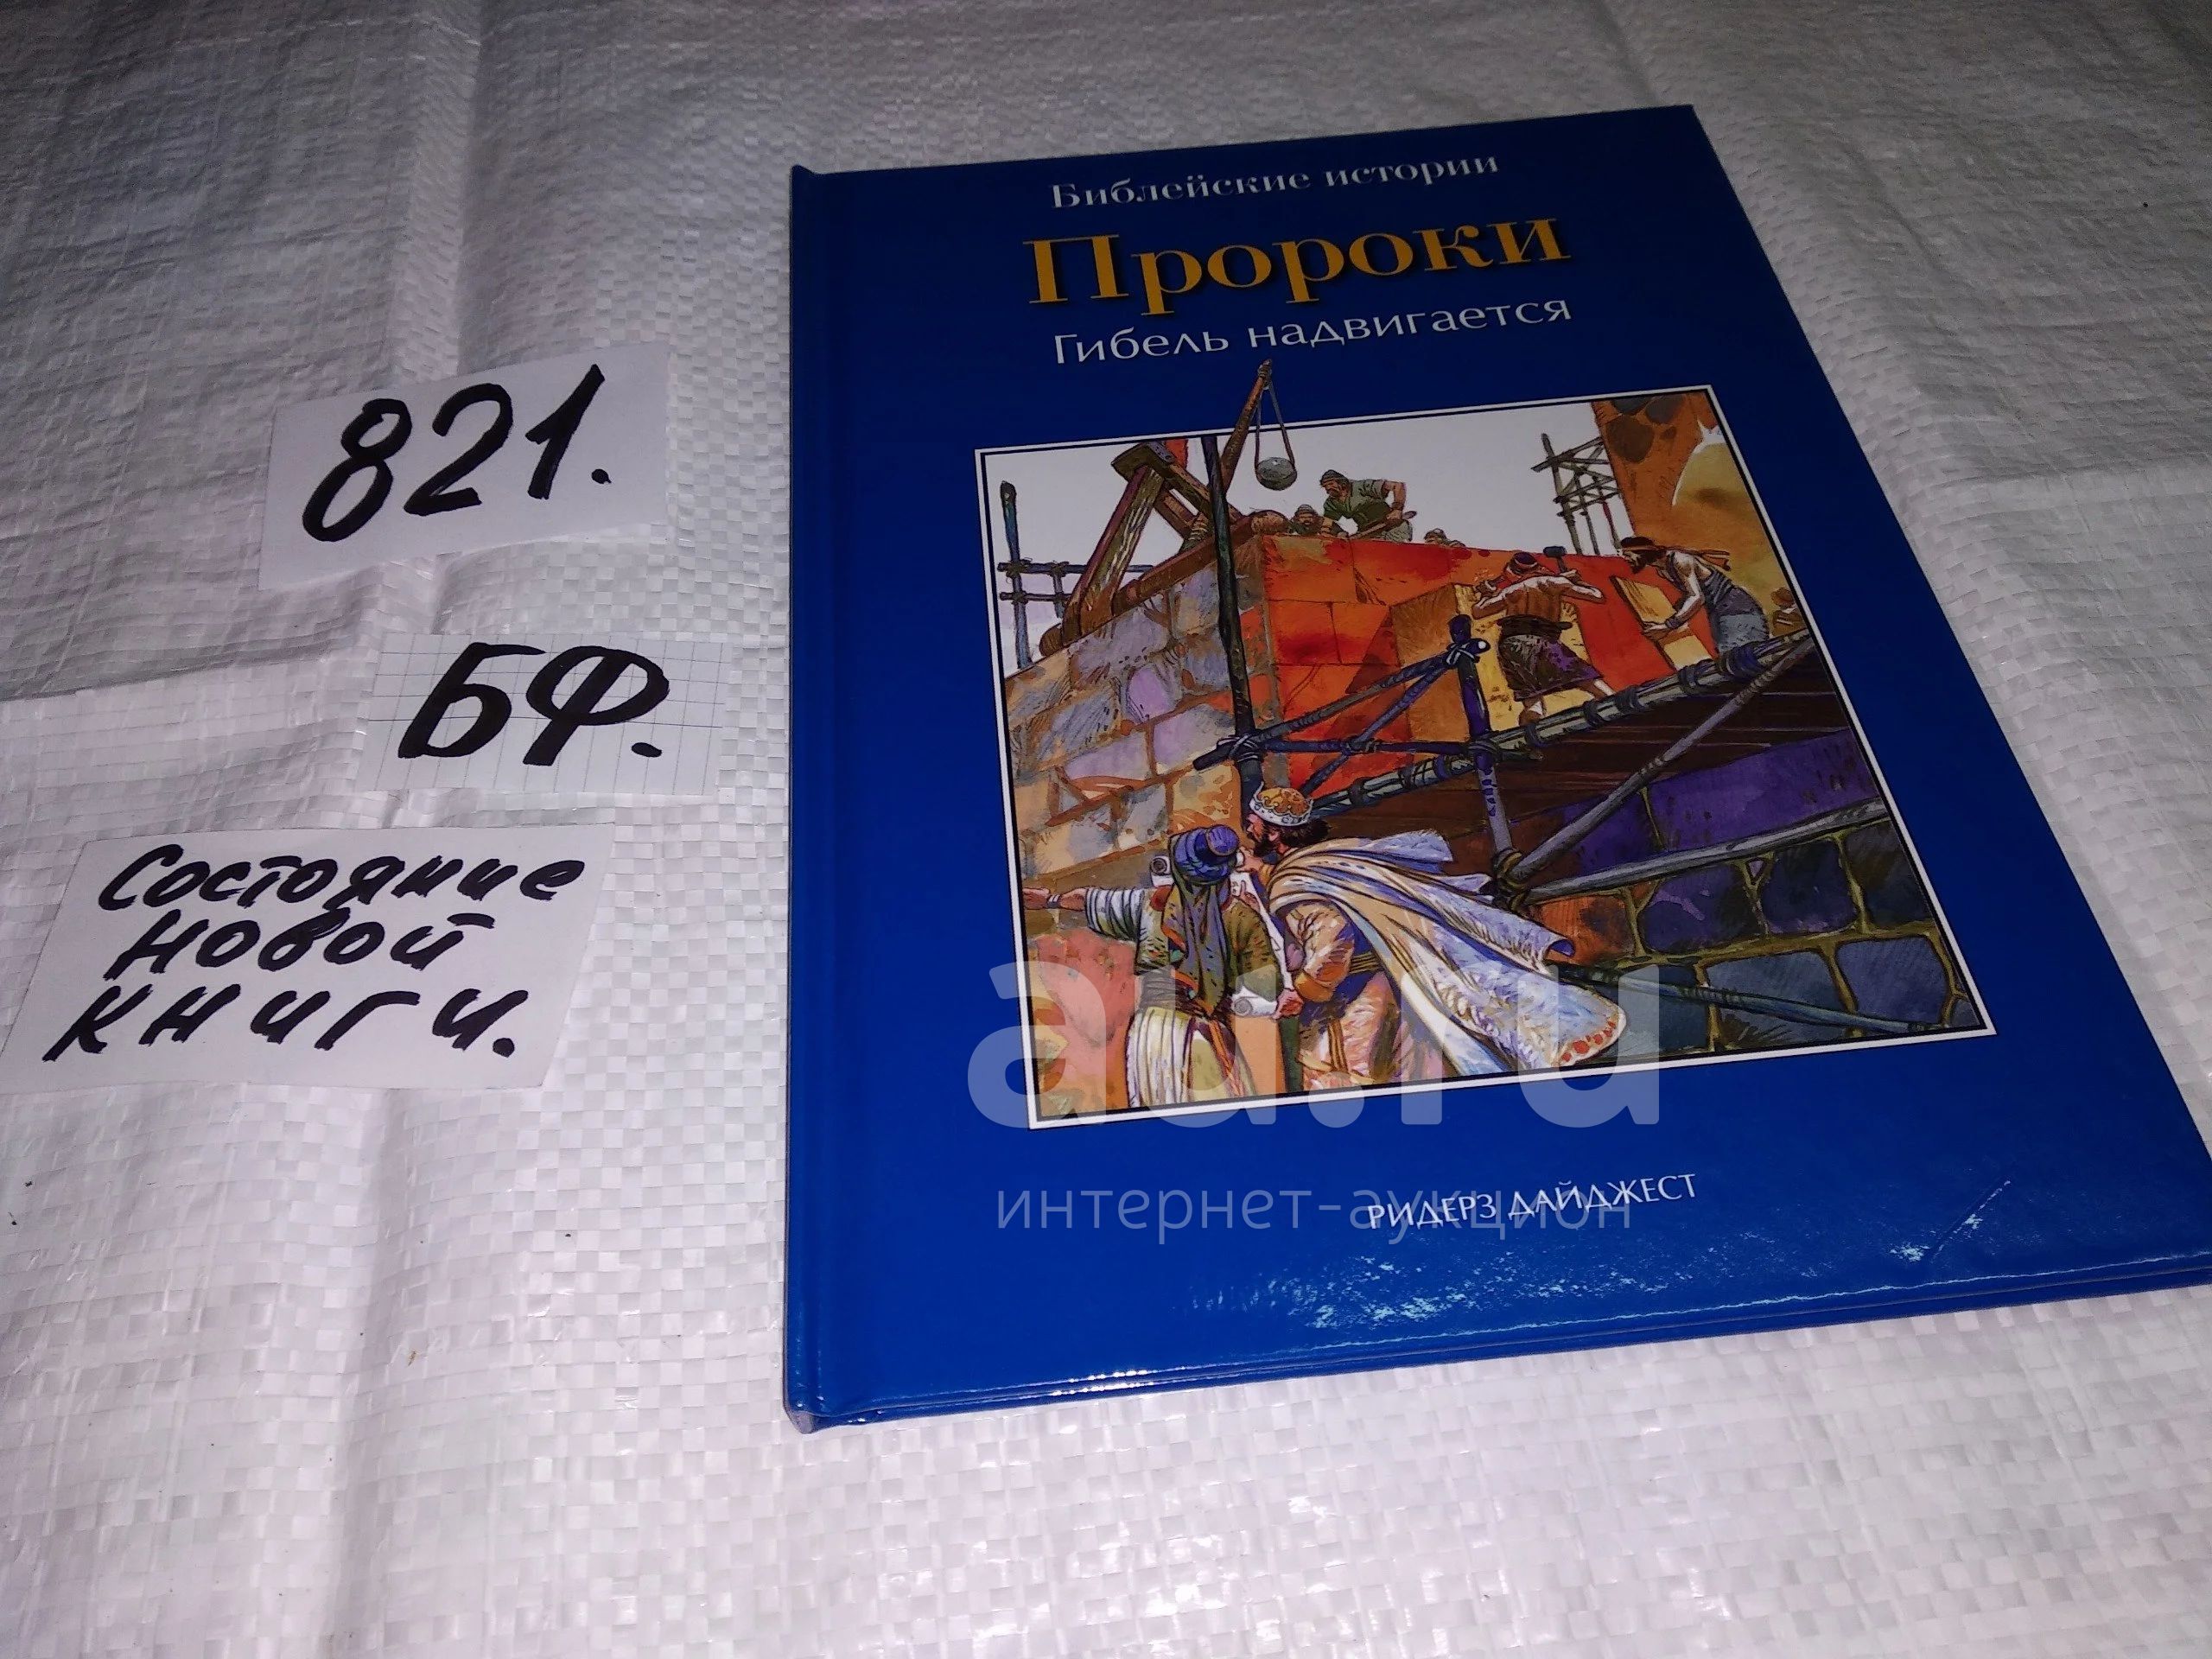 Библейские истории
Пророки
Гибель надвигается
821.
БФ.
Состояние
новой
книги.
au.ru
интернет-аукцион
РИДЕРЗ ДАЙДЖЕСТ